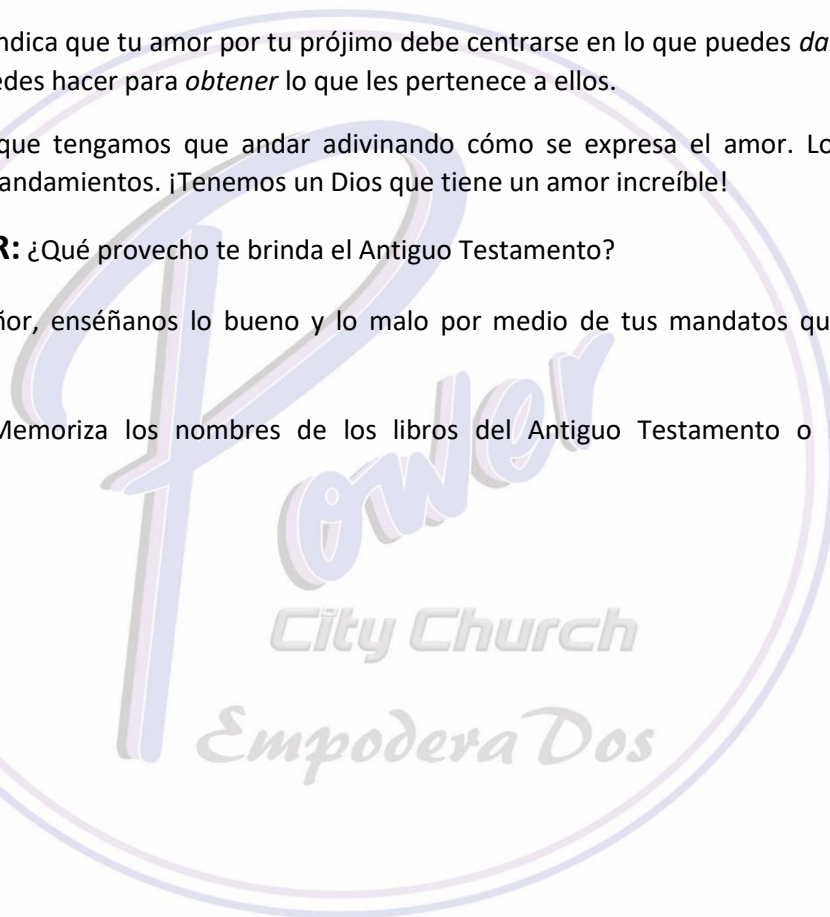 ndica que tu amor por tu prójimo debe centrarse en lo que puedes da
edes hacer para obtener lo que les pertenece a ellos.
que tengamos que andar adivinando cómo se expresa el amor. Lo
andamientos. ¡Tenemos un Dios que tiene un amor increíble!
R: ¿Qué provecho te brinda el Antiguo Testamento?
ñor, enséñanos lo bueno y lo malo por medio de tus mandatos qu
Memoriza los nombres de los libros del Antiguo Testamento o
Power
City Church
EmpoderaDos